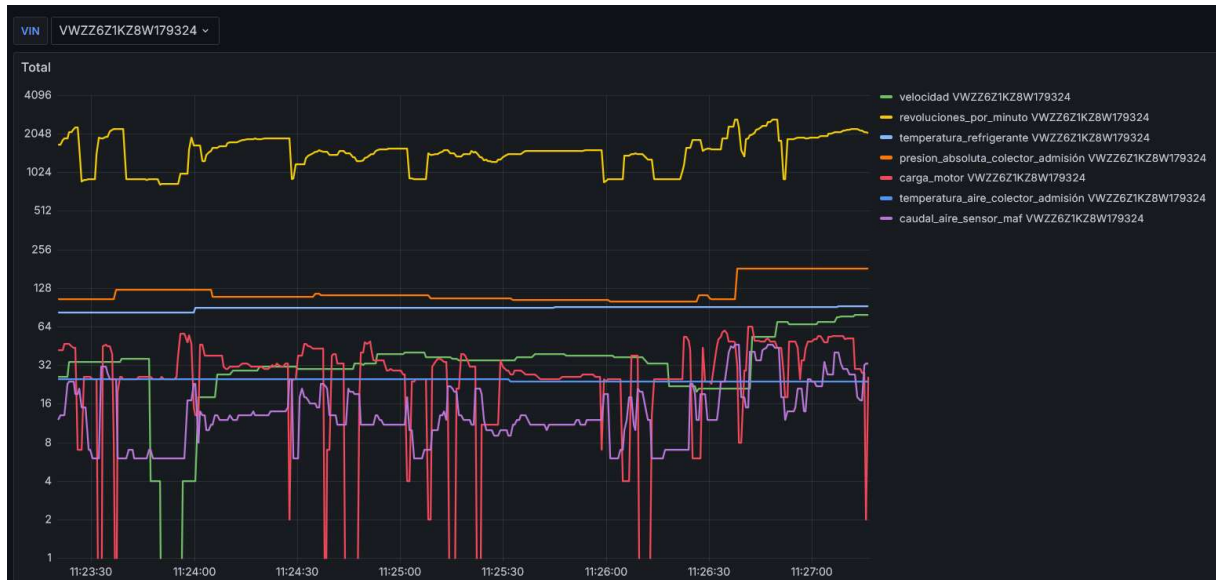 VIN VWZZ6Z1KZ8W179324
Total
4096
2048
1024
512
256
128
64
32
16
8
4
2
1
11:23:30 11:24:00 11:24:30 11:25:00 11:25:30 11:26:00 11:26:30 11:27:00
velocidad VWZZ6Z1KZ8W179324
revoluciones_por_minuto VWZZ6Z1KZ8W179324
temperatura_refrigerante VWZZ6Z1KZ8W179324
presion_absoluta_colector_admisión VWZZ6Z1KZ8W179324
carga_motor VWZZ6Z1KZ8W179324
temperatura_aire_colector_admisión VWZZ6Z1KZ8W179324
caudal_aire_sensor_maf VWZZ6Z1KZ8W179324